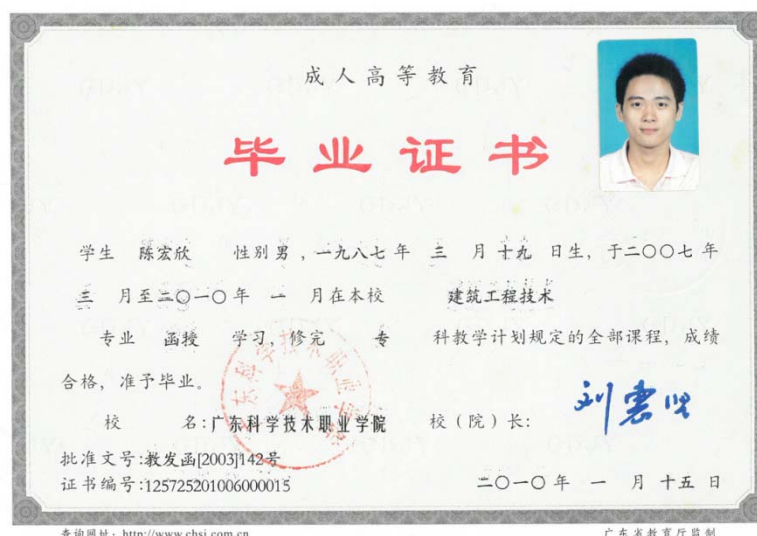 成人高等教育
毕业证书
学生 陈宏欣 性别 男 , 一九八七年 三 月 十九 日生, 于二〇〇七年
三 月至二〇一〇年 一 月在本校 建筑工程技术
专业 函授 学习, 修完 专 科教学计划规定的全部课程, 成绩
合格, 准予毕业。
校 名: 广东科学技术职业学院 校(院)长:
批准文号:教发函[2003]142号
证书编号:125725201006000015 二〇一〇年 一 月 十五 日
查询网址: http://www.chsi.com.cn 广东省教育厅监制